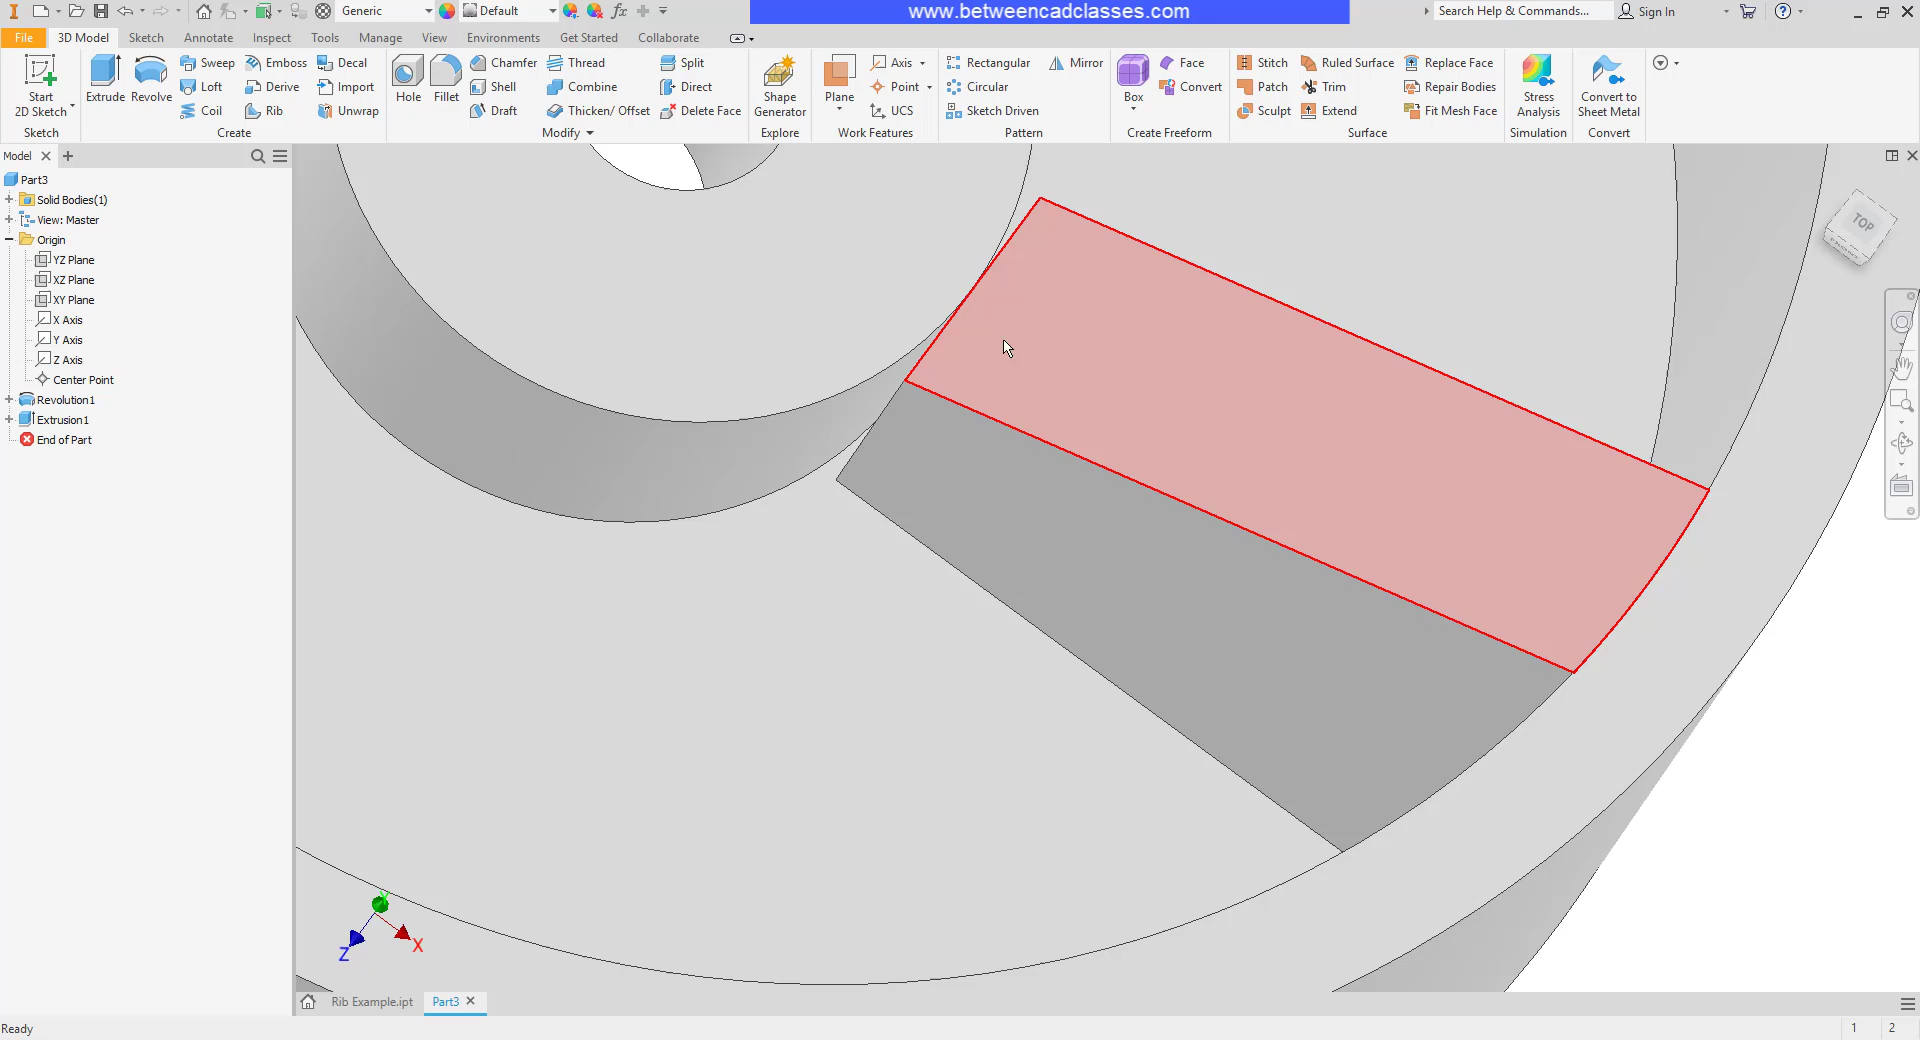 Generic
Default
www.betweencadclasses.com
Search Help & Commands...
Sign In
File
3D Model
Sketch
Annotate
Inspect
Tools
Manage
View
Environments
Get Started
Collaborate
Start
2D Sketch
Sketch
Extrude
Revolve
Sweep
Loft
Coil
Emboss
Derive
Rib
Decal
Import
Unwrap
Create
Hole
Fillet
Chamfer
Shell
Draft
Thread
Combine
Thicken/ Offset
Split
Direct
Delete Face
Modify
Shape
Generator
Explore
Plane
Axis
Point
UCS
Work Features
Rectangular
Circular
Sketch Driven
Mirror
Pattern
Box
Face
Convert
Create Freeform
Stitch
Patch
Sculpt
Ruled Surface
Trim
Extend
Replace Face
Repair Bodies
Fit Mesh Face
Surface
Stress
Analysis
Simulation
Convert to
Sheet Metal
Convert
Model
Part3
Solid Bodies(1)
View: Master
Origin
YZ Plane
XZ Plane
XY Plane
X Axis
Y Axis
Z Axis
Center Point
Revolution1
Extrusion1
End of Part
TOP
Y
X
Z
Rib Example.ipt
Part3
Ready
1
2